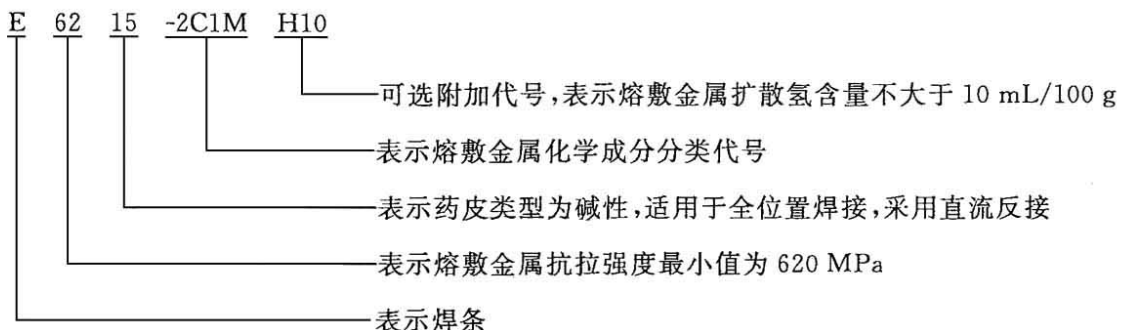 E 62 15 -2C1M H10
可选附加代号,表示熔敷金属扩散氢含量不大于 10 mL/100 g
表示熔敷金属化学成分分类代号
表示药皮类型为碱性,适用于全位置焊接,采用直流反接
表示熔敷金属抗拉强度最小值为 620 MPa
表示焊条